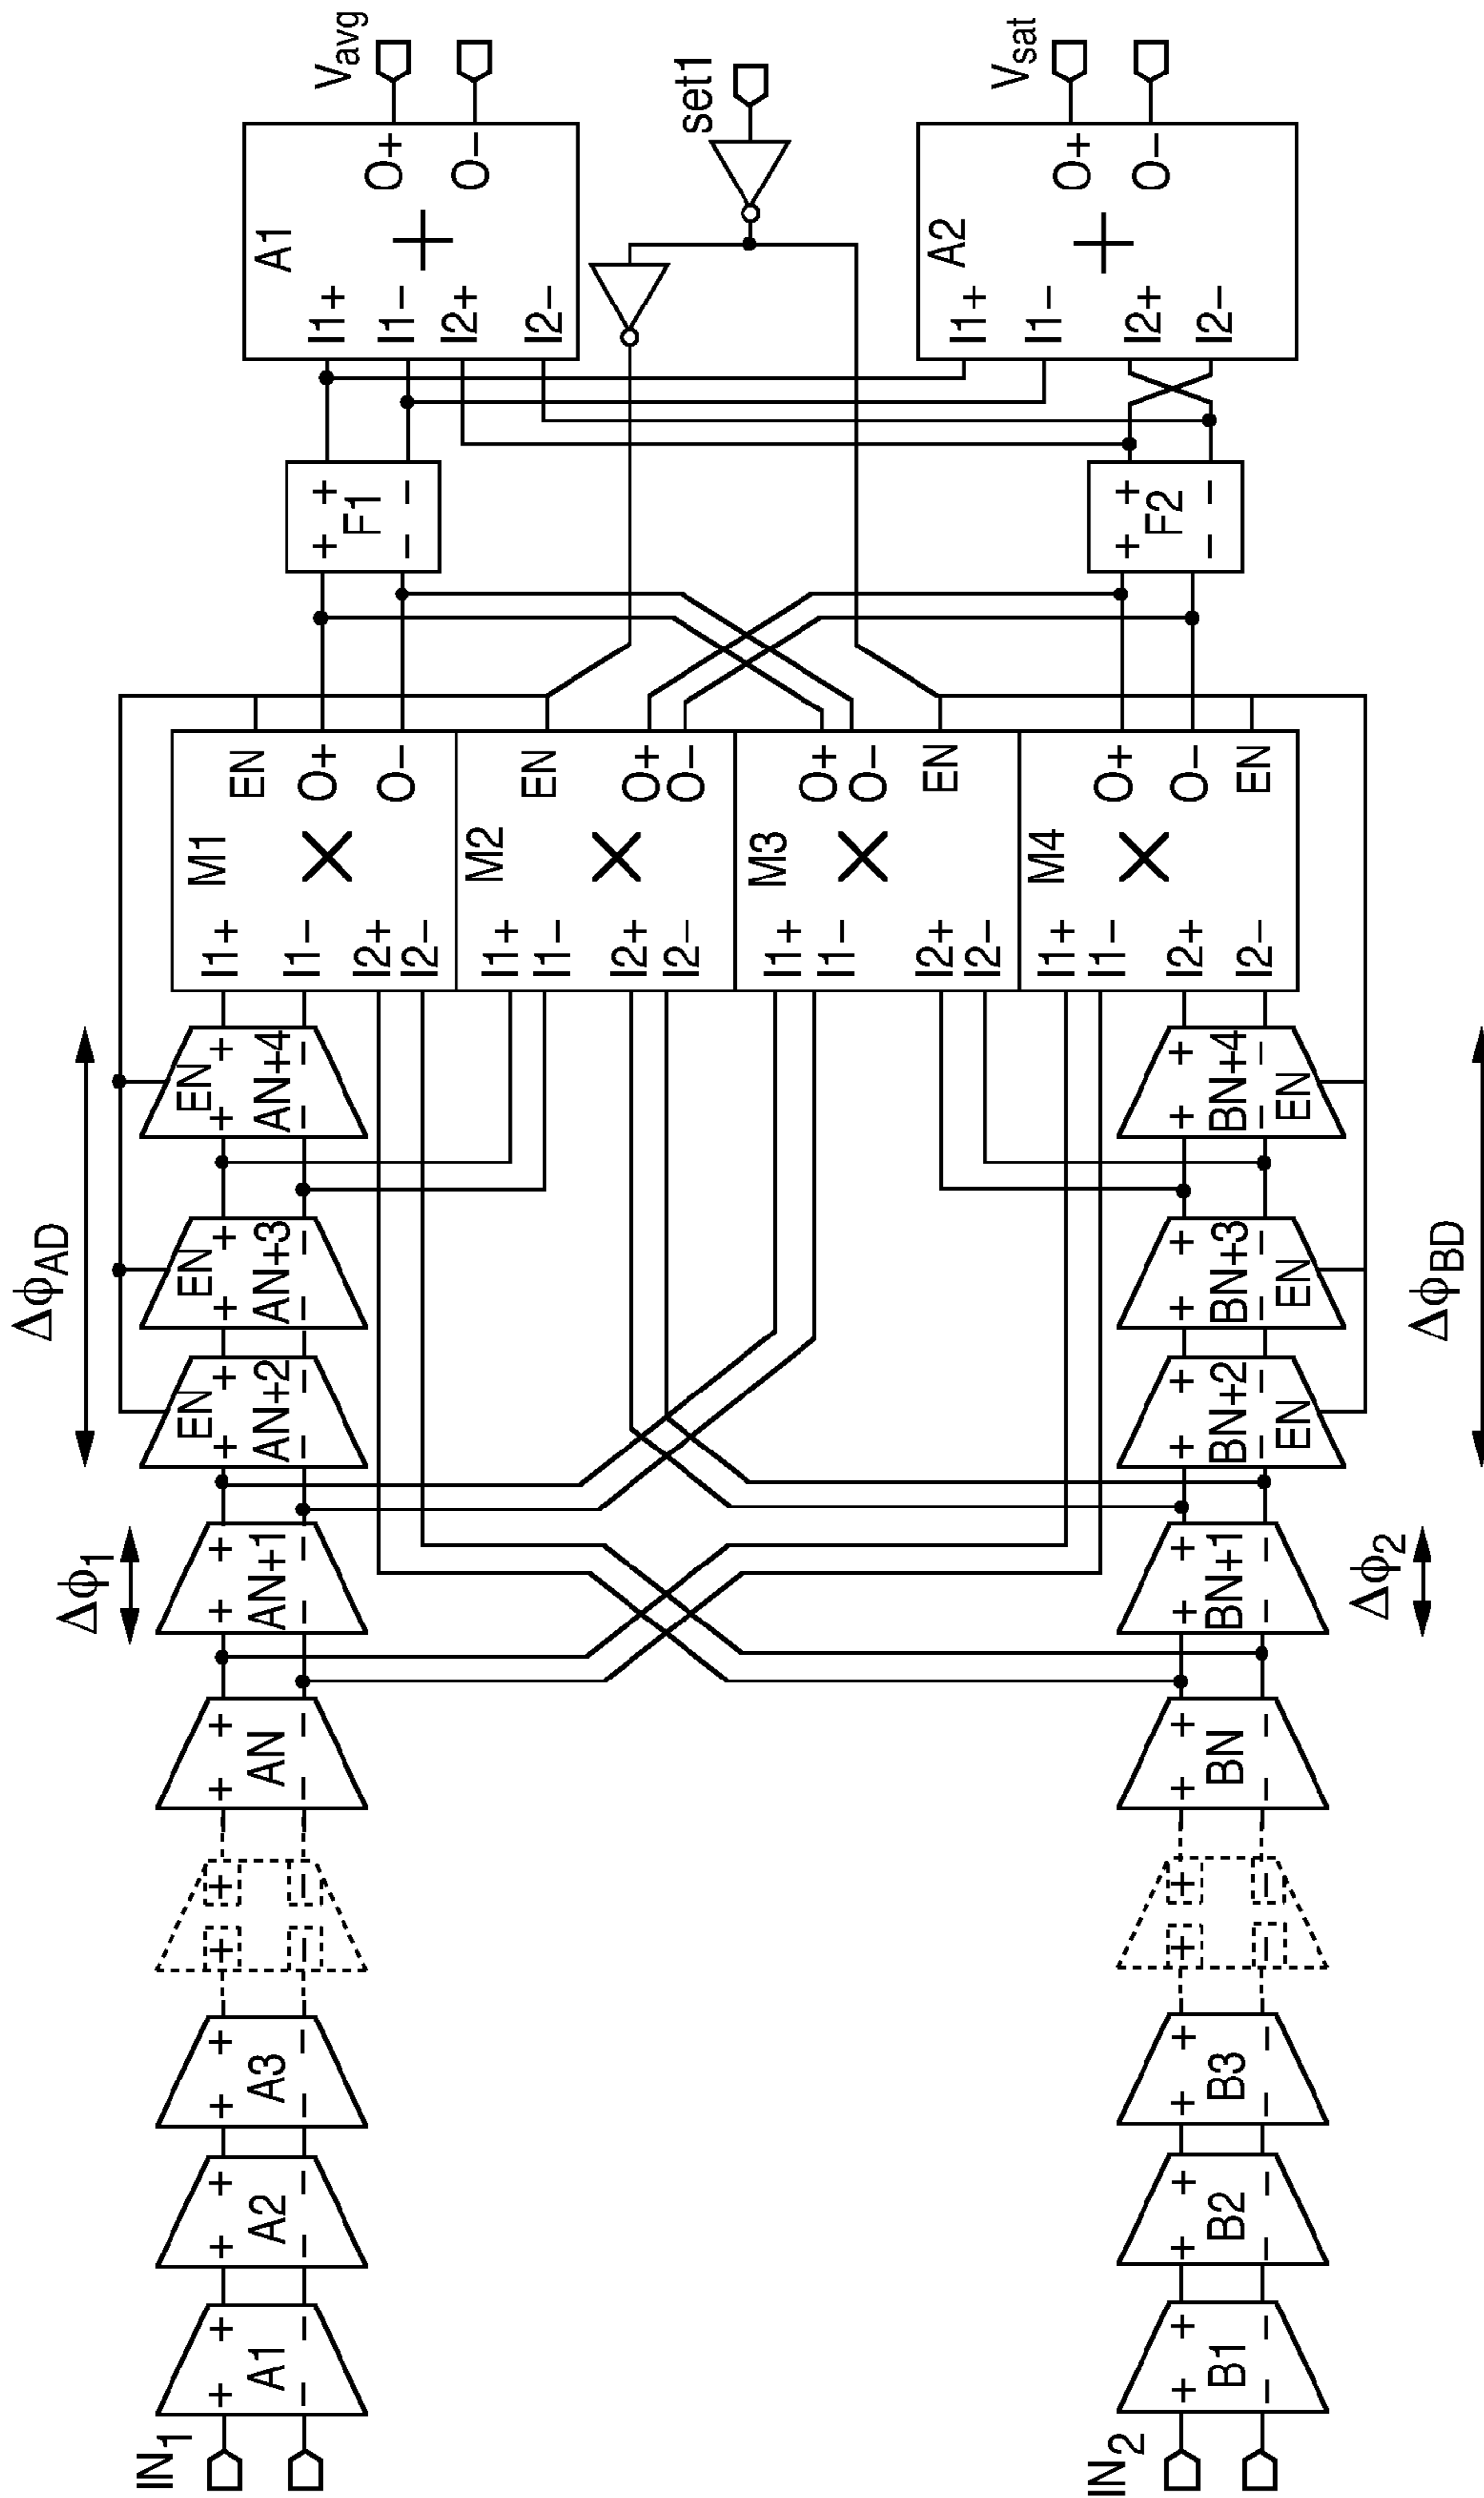 IN1
+ + A1 − −
+ + A2 − −
+ + A3 − −
+ + − −
+ + AN − −
Δφ1
+ + AN+1 − −
ΔφAD
EN + + AN+2 − −
EN + + AN+3 − −
EN + + AN+4 − −
IN2
+ + B1 − −
+ + B2 − −
+ + B3 − −
+ + − −
+ + BN − −
Δφ2
+ + BN+1 − −
ΔφBD
+ + BN+2 − − EN
+ + BN+3 − − EN
+ + BN+4 − − EN
M1
I1+ EN
I1− O+
I2+ O−
I2−
×
M2
I1+ EN
I1−
I2+ O+
I2− O−
×
M3
I1+ O+
I1− O−
I2+ EN
I2−
×
M4
I1+
1− O+
I2+ O−
I2− EN
×
+ + F1 − −
+ + F2 − −
A1
I1+ O+
I1− O−
I2+
I2−
+
Vavg
set1
A2
I1+
I1− O+
I2+ O−
I2−
+
Vsat